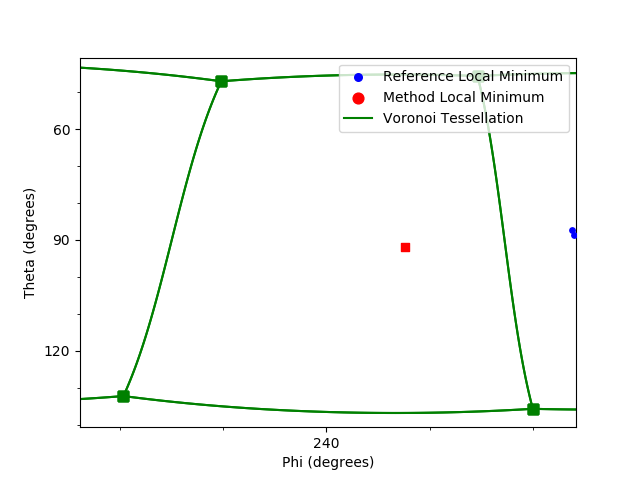 Reference Local Minimum
Method Local Minimum
Voronoi Tessellation
60
90
120
Theta (degrees)
240
Phi (degrees)